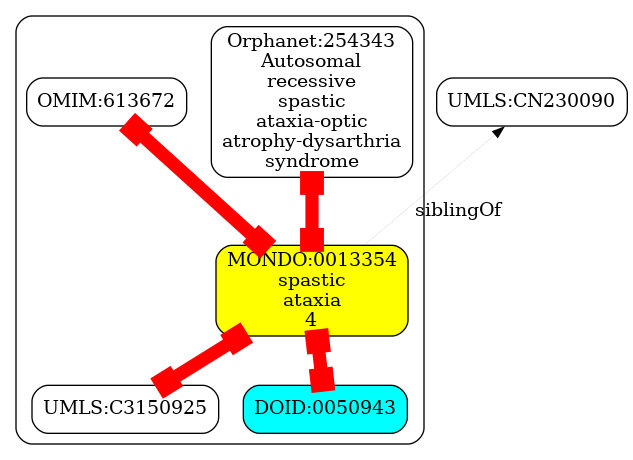 Orphanet:254343
Autosomal
recessive
spastic
ataxia-optic
atrophy-dysarthria
syndrome
OMIM:613672
UMLS:CN230090
siblingOf
MONDO:0013354
spastic
ataxia
4
UMLS:C3150925
DOID:0050943